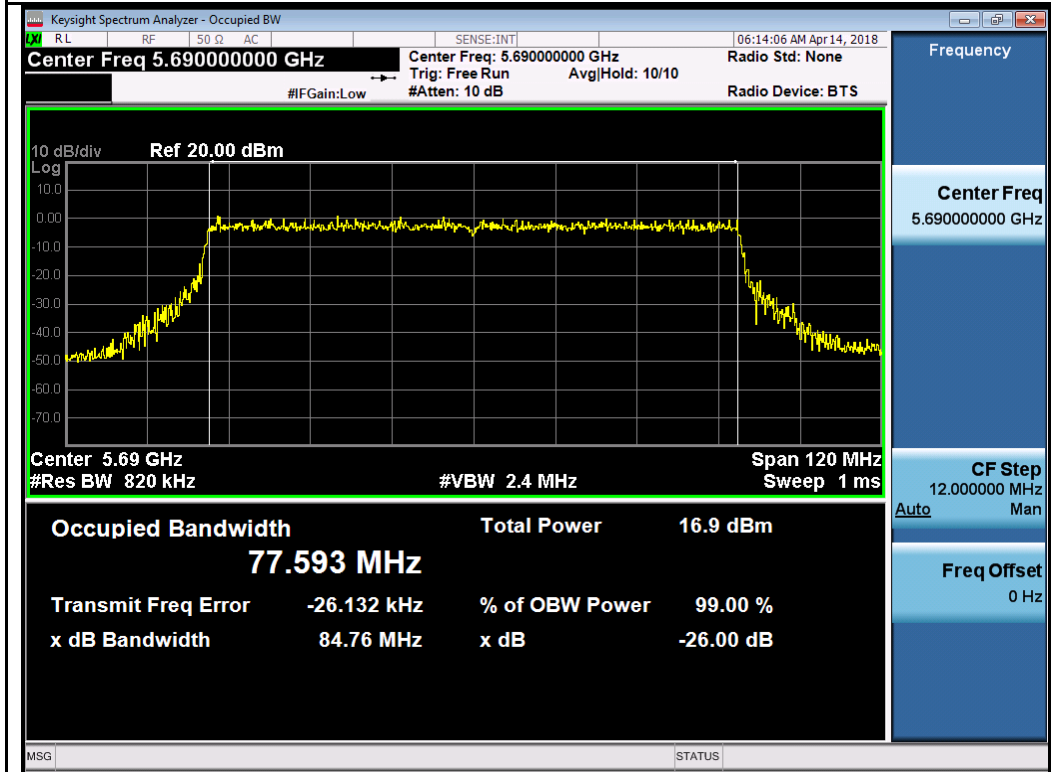 Keysight Spectrum Analyzer - Occupied BW
LXI RL RF 50 Ω AC SENSE:INT 06:14:06 AM Apr 14, 2018
Center Freq 5.690000000 GHz
Center Freq: 5.690000000 GHz Radio Std: None
Trig: Free Run Avg|Hold: 10/10
#IFGain:Low #Atten: 10 dB Radio Device: BTS
10 dB/div Ref 20.00 dBm
Log
10.0
0.00
-10.0
-20.0
-30.0
-40.0
-50.0
-60.0
-70.0
Center 5.69 GHz Span 120 MHz
#Res BW 820 kHz #VBW 2.4 MHz Sweep 1 ms
Occupied Bandwidth Total Power 16.9 dBm
77.593 MHz
Transmit Freq Error -26.132 kHz % of OBW Power 99.00 %
x dB Bandwidth 84.76 MHz x dB -26.00 dB
MSG STATUS
Frequency
Center Freq
5.690000000 GHz
CF Step
12.000000 MHz
Auto Man
Freq Offset
0 Hz